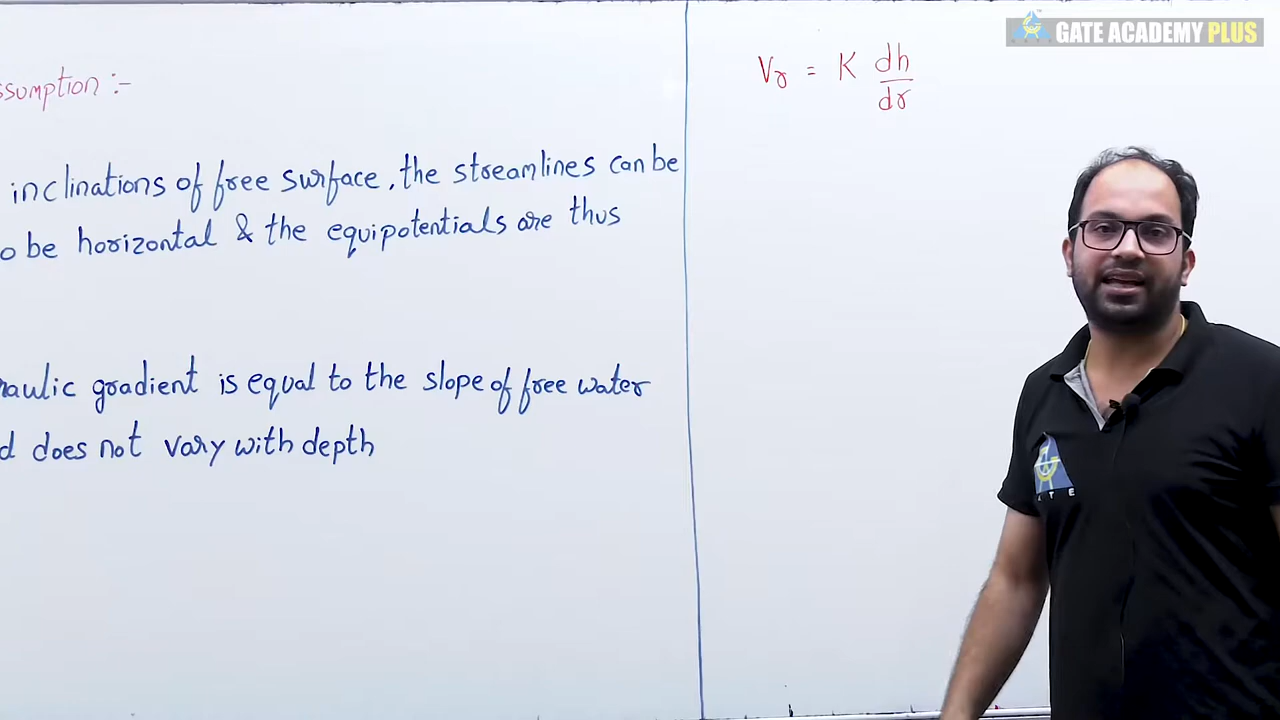 ssumption :-
inclinations of free surface, the streamlines can be
o be horizontal & the equipotentials are thus
raulic gradient is equal to the slope of free water
d does not vary with depth
Vr = K dh/dr
GATE ACADEMY PLUS